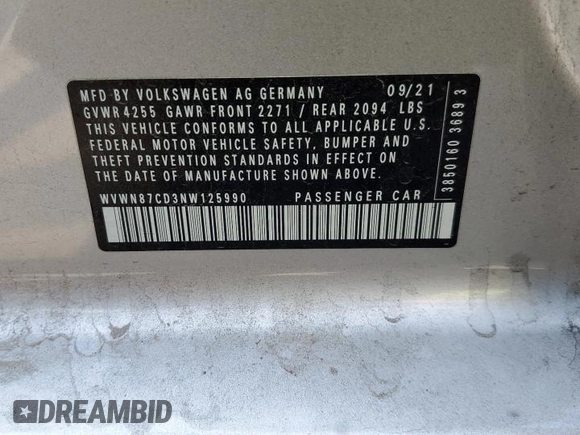 MFD BY VOLKSWAGEN AG GERMANY 09/21
GVWR 4255 GAWR FRONT 2271 / REAR 2094 LBS
THIS VEHICLE CONFORMS TO ALL APPLICABLE U.S.
FEDERAL MOTOR VEHICLE SAFETY, BUMPER AND
THEFT PREVENTION STANDARDS IN EFFECT ON
THE DATE OF MANUFACTURE SHOWN ABOVE.
WVWN87CD3NW125990 PASSENGER CAR
3850160 3689 3
DREAMBID